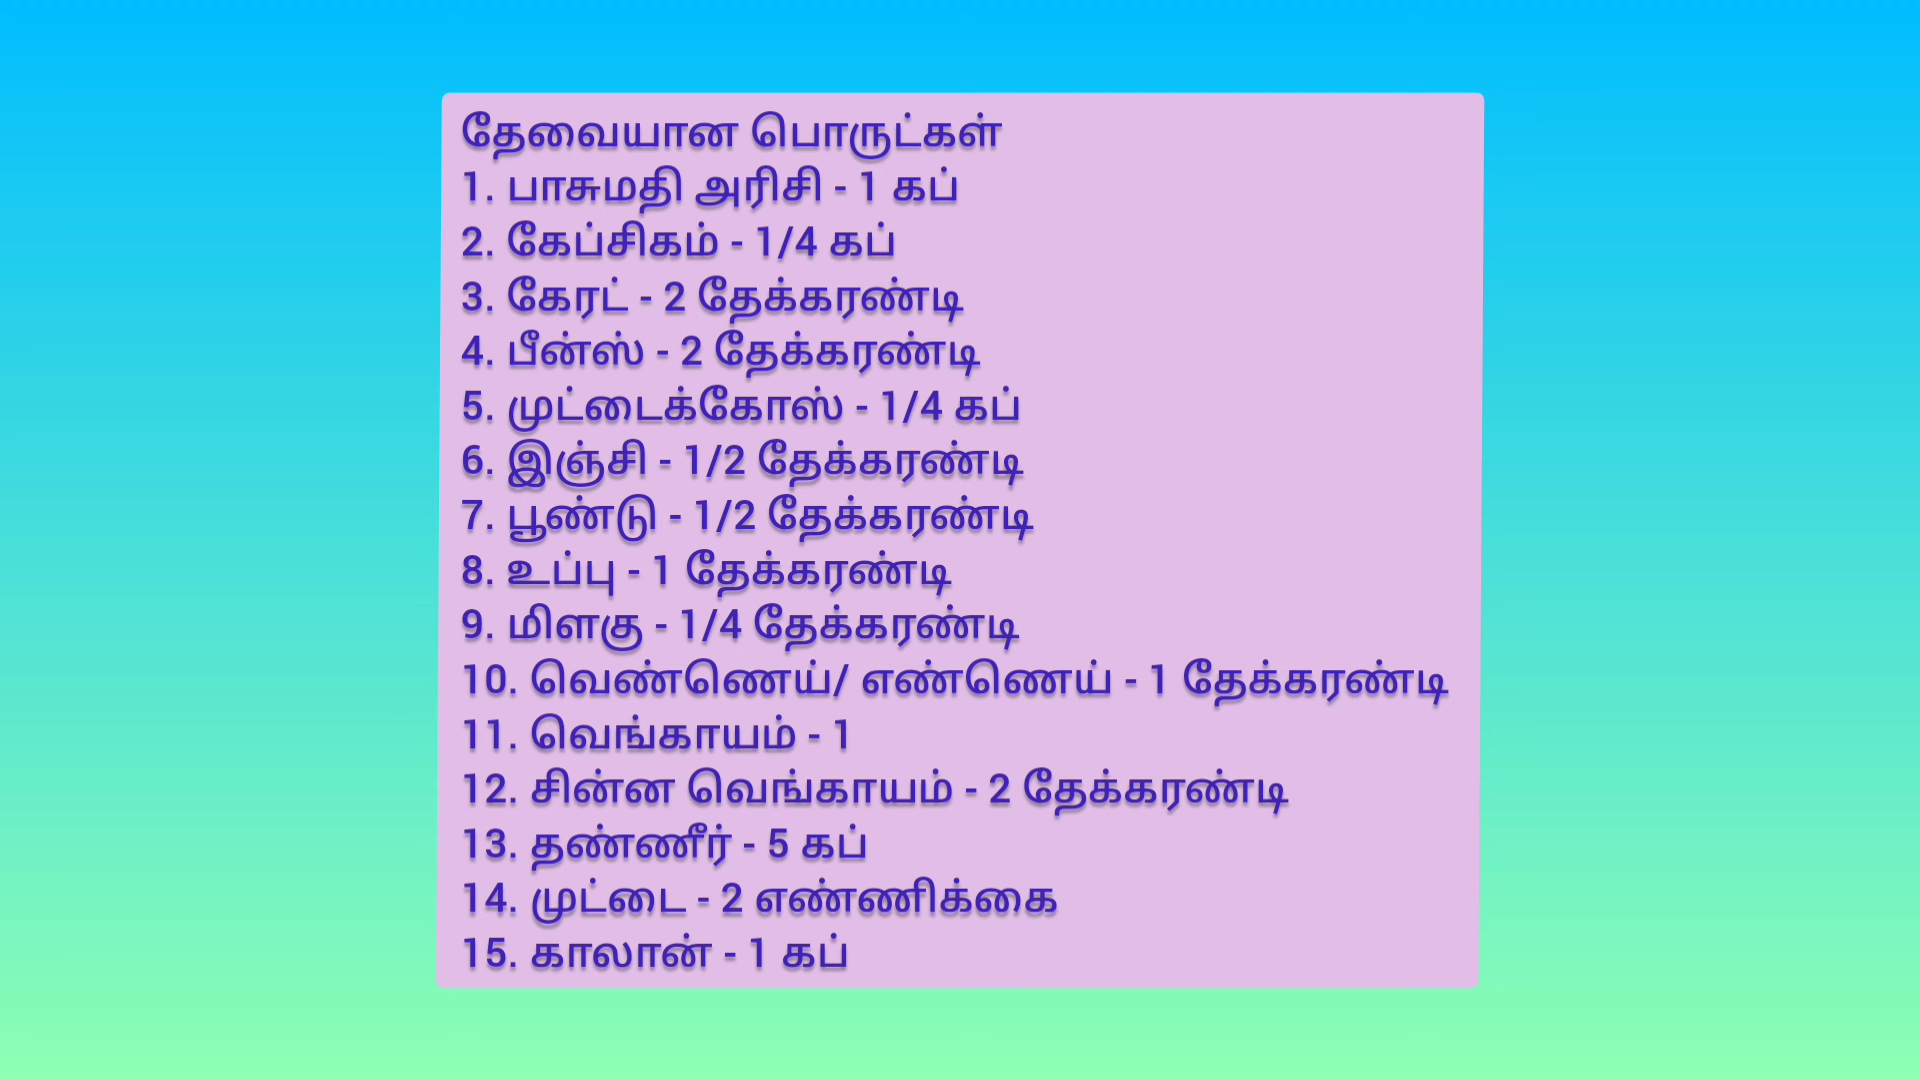 தேவையான பொருட்கள்
1. பாசுமதி அரிசி - 1 கப்
2. கேப்சிகம் - 1/4 கப்
3. கேரட் - 2 தேக்கரண்டி
4. பீன்ஸ் - 2 தேக்கரண்டி
5. முட்டைக்கோஸ் - 1/4 கப்
6. இஞ்சி - 1/2 தேக்கரண்டி
7. பூண்டு - 1/2 தேக்கரண்டி
8. உப்பு - 1 தேக்கரண்டி
9. மிளகு - 1/4 தேக்கரண்டி
10. வெண்ணெய்/ எண்ணெய் - 1 தேக்கரண்டி
11. வெங்காயம் - 1
12. சின்ன வெங்காயம் - 2 தேக்கரண்டி
13. தண்ணீர் - 5 கப்
14. முட்டை - 2 எண்ணிக்கை
15. காலான் - 1 கப்